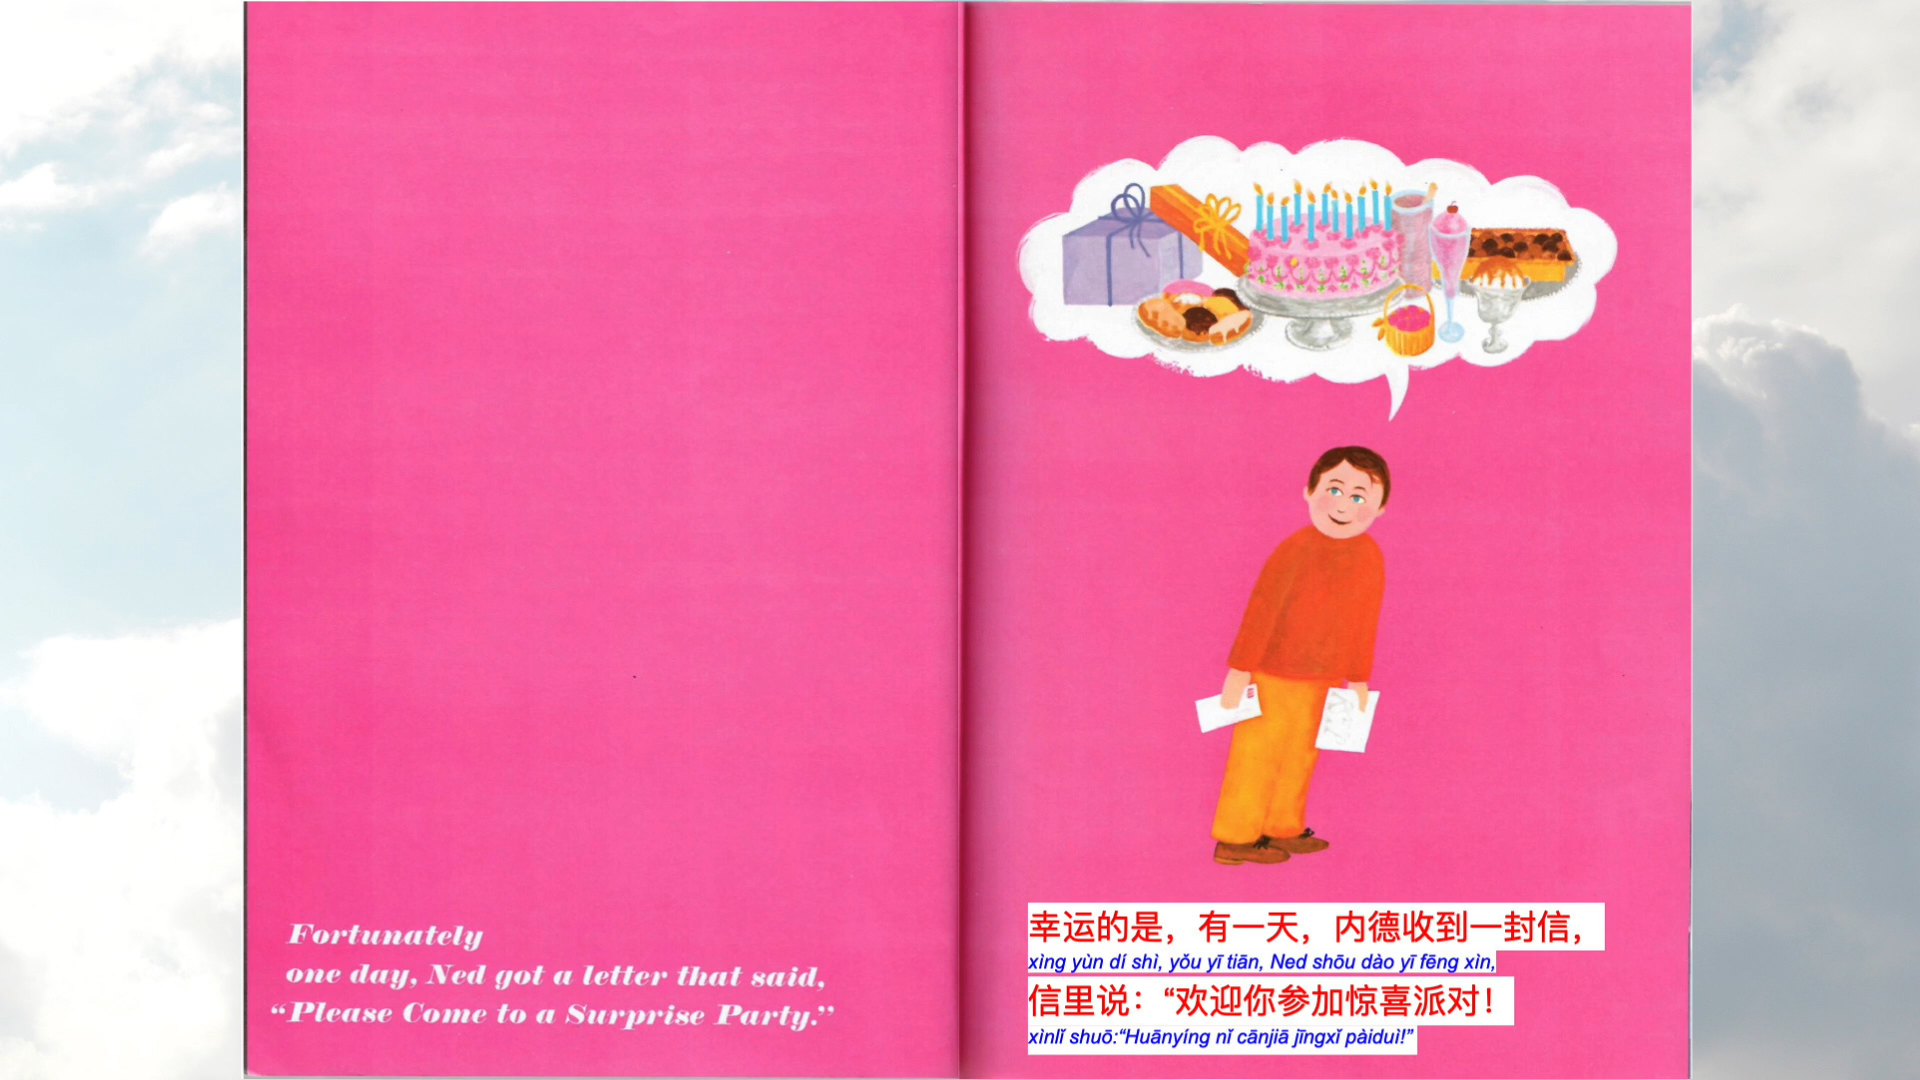 Fortunately
one day, Ned got a letter that said,
“Please Come to a Surprise Party.”
幸运的是，有一天，内德收到一封信，
xìng yùn dí shì, yǒu yī tiān, Ned shōu dào yī fēng xìn,
信里说：“欢迎你参加惊喜派对！
xìnlǐ shuō:“Huānyíng nǐ cānjiā jīngxǐ pàiduì!”